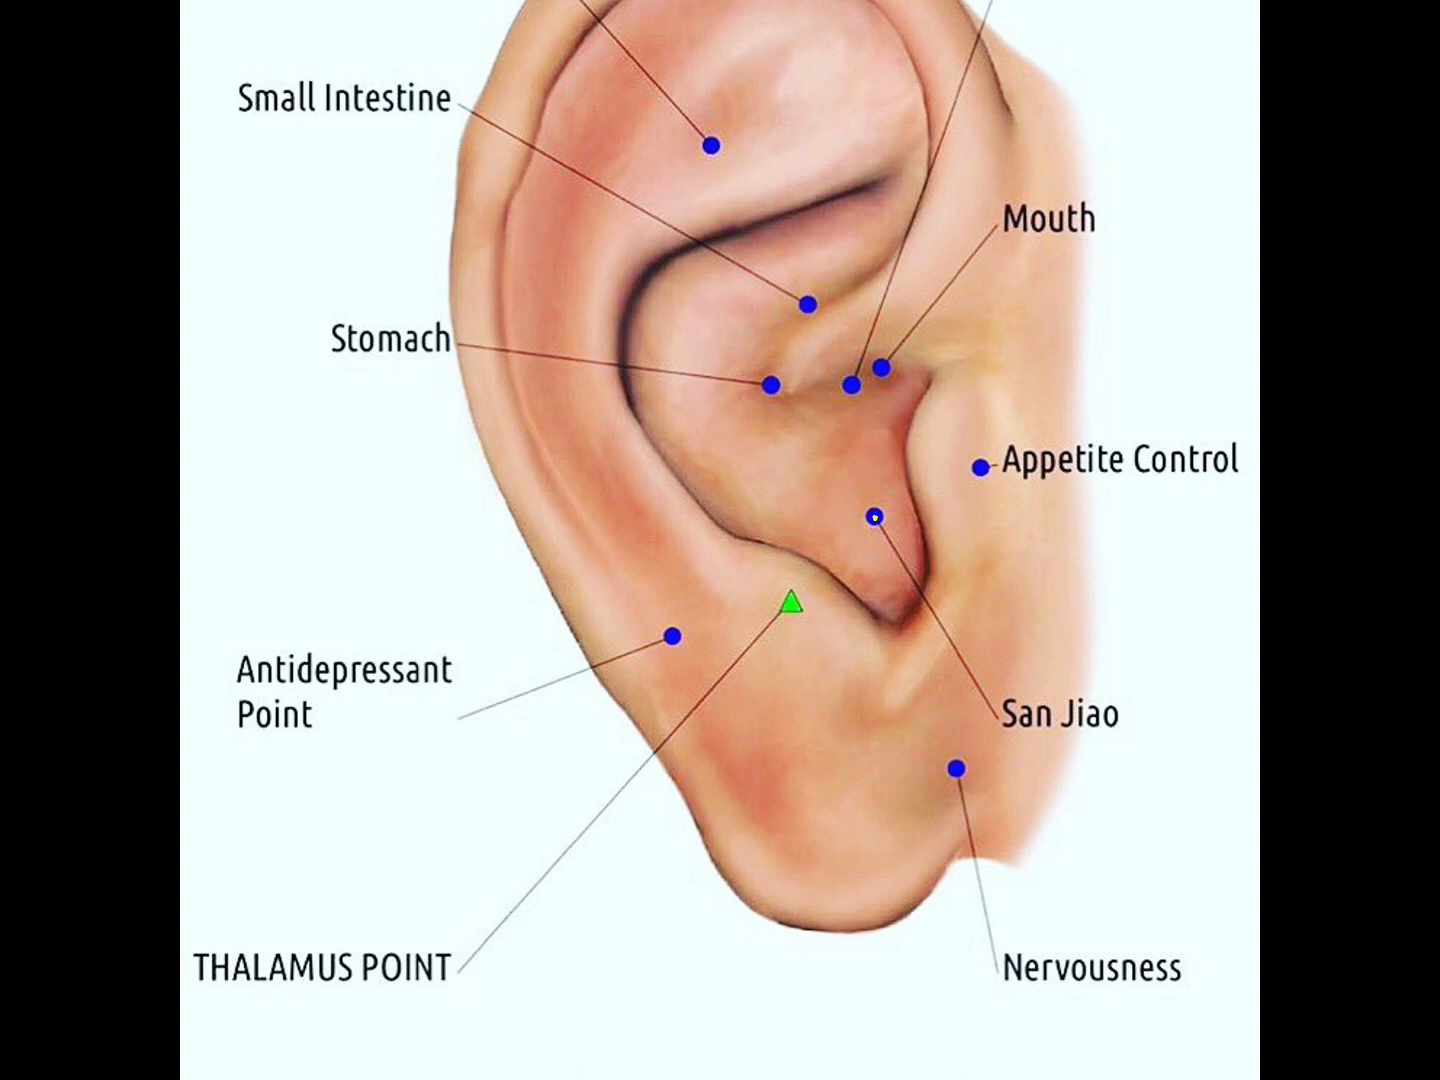 Small Intestine
Mouth
Stomach
Appetite Control
Antidepressant
Point
San Jiao
THALAMUS POINT
Nervousness